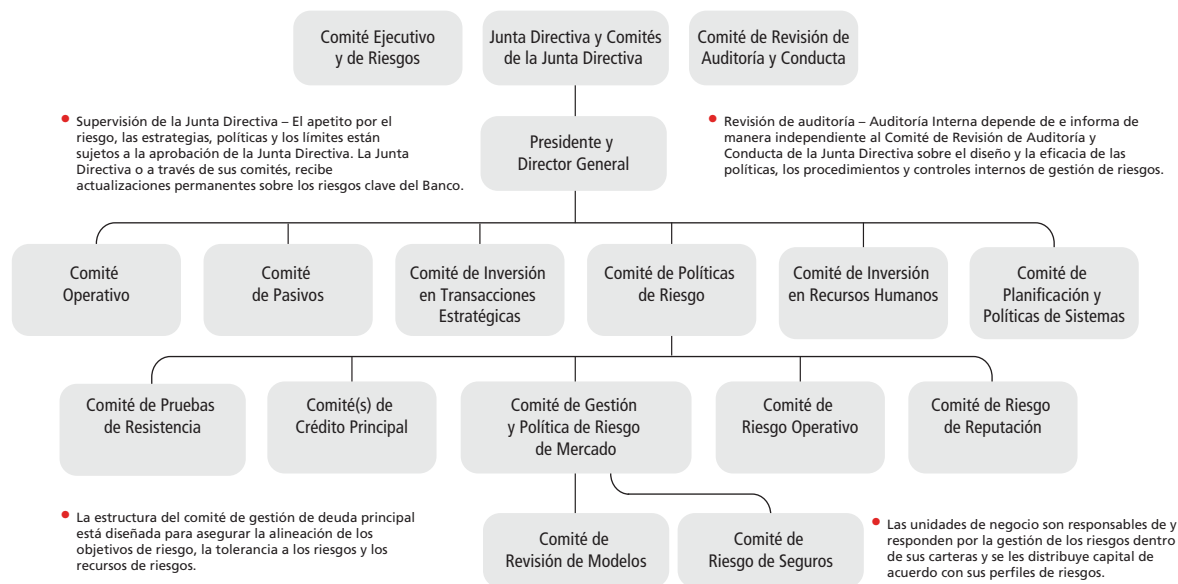 Comité Ejecutivo
y de Riesgos
Junta Directiva y Comités
de la Junta Directiva
Comité de Revisión de
Auditoría y Conducta
• Supervisión de la Junta Directiva – El apetito por el
riesgo, las estrategias, políticas y los límites están
sujetos a la aprobación de la Junta Directiva. La Junta
Directiva o a través de sus comités, recibe
actualizaciones permanentes sobre los riesgos clave del Banco.
Presidente y
Director General
• Revisión de auditoría – Auditoría Interna depende de e informa de
manera independiente al Comité de Revisión de Auditoría y
Conducta de la Junta Directiva sobre el diseño y la eficacia de las
políticas, los procedimientos y controles internos de gestión de riesgos.
Comité
Operativo
Comité
de Pasivos
Comité de Inversión
en Transacciones
Estratégicas
Comité de Políticas
de Riesgo
Comité de Inversión
en Recursos Humanos
Comité de
Planificación y
Políticas de Sistemas
Comité de Pruebas
de Resistencia
Comité(s) de
Crédito Principal
Comité de Gestión
y Política de Riesgo
de Mercado
Comité de
Riesgo Operativo
Comité de Riesgo
de Reputación
• La estructura del comité de gestión de deuda principal
está diseñada para asegurar la alineación de los
objetivos de riesgo, la tolerancia a los riesgos y los
recursos de riesgos.
Comité de
Revisión de Modelos
Comité de
Riesgo de Seguros
• Las unidades de negocio son responsables de y
responden por la gestión de los riesgos dentro
de sus carteras y se les distribuye capital de
acuerdo con sus perfiles de riesgos.